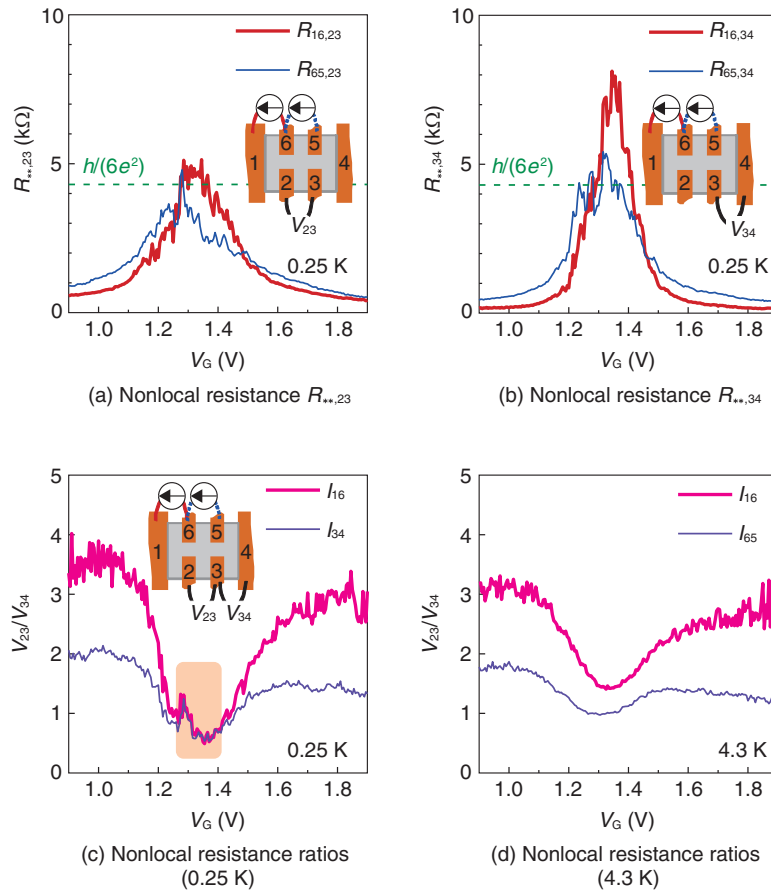 10
R16,23
R65,23
h/(6e²)
5
0
R**,23 (kΩ)
1 6 5 4
2 3
V23
0.25 K
1.0 1.2 1.4 1.6 1.8
VG (V)
(a) Nonlocal resistance R**,23
10
R16,34
R65,34
h/(6e²)
5
0
R**,34 (kΩ)
1 6 5 4
2 3
V34
0.25 K
1.0 1.2 1.4 1.6 1.8
VG (V)
(b) Nonlocal resistance R**,34
5
4
3
2
1
0
V23/V34
I16
I34
1 6 5 4
2 3
V23 V34
0.25 K
1.0 1.2 1.4 1.6 1.8
VG (V)
(c) Nonlocal resistance ratios
(0.25 K)
5
4
3
2
1
0
V23/V34
I16
I65
4.3 K
1.0 1.2 1.4 1.6 1.8
VG (V)
(d) Nonlocal resistance ratios
(4.3 K)